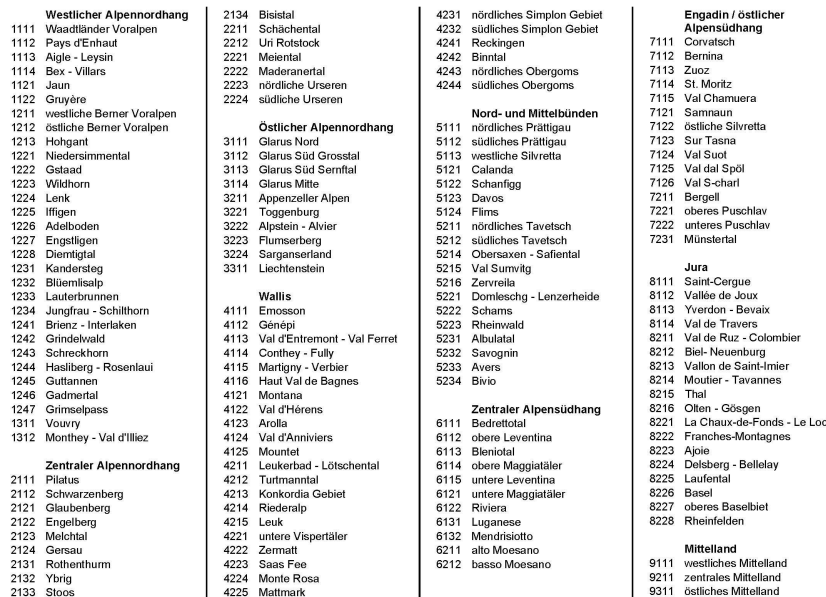 Westlicher Alpennordhang
1111 Waadtländer Voralpen
1112 Pays d'Enhaut
1113 Aigle - Leysin
1114 Bex - Villars
1121 Jaun
1122 Gruyère
1211 westliche Berner Voralpen
1212 östliche Berner Voralpen
1213 Hohgant
1221 Niedersimmental
1222 Gstaad
1223 Wildhorn
1224 Lenk
1225 Iffigen
1226 Adelboden
1227 Engstligen
1228 Diemtigtal
1231 Kandersteg
1232 Blüemlisalp
1233 Lauterbrunnen
1234 Jungfrau - Schilthorn
1241 Brienz - Interlaken
1242 Grindelwald
1243 Schreckhorn
1244 Hasliberg - Rosenlaui
1245 Guttannen
1246 Gadmertal
1247 Grimselpass
1311 Vouvry
1312 Monthey - Val d'Illiez
Zentraler Alpennordhang
2111 Pilatus
2112 Schwarzenberg
2121 Glaubenberg
2122 Engelberg
2123 Melchtal
2124 Gersau
2131 Rothenthurm
2132 Ybrig
2133 Stoos
2134 Bisistal
2211 Schächental
2212 Uri Rotstock
2221 Meiental
2222 Maderanertal
2223 nördliche Urseren
2224 südliche Urseren
Östlicher Alpennordhang
3111 Glarus Nord
3112 Glarus Süd Grosstal
3113 Glarus Süd Sernftal
3114 Glarus Mitte
3211 Appenzeller Alpen
3221 Toggenburg
3222 Alpstein - Alvier
3223 Flumserberg
3224 Sarganserland
3311 Liechtenstein
Wallis
4111 Emosson
4112 Génépi
4113 Val d'Entremont - Val Ferret
4114 Conthey - Fully
4115 Martigny - Verbier
4116 Haut Val de Bagnes
4121 Montana
4122 Val d'Hérens
4123 Arolla
4124 Val d'Anniviers
4125 Mountet
4211 Leukerbad - Lötschental
4212 Turtmanntal
4213 Konkordia Gebiet
4214 Riederalp
4215 Leuk
4221 untere Vispertäler
4222 Zermatt
4223 Saas Fee
4224 Monte Rosa
4225 Mattmark
4231 nördliches Simplon Gebiet
4232 südliches Simplon Gebiet
4241 Reckingen
4242 Binntal
4243 nördliches Obergoms
4244 südliches Obergoms
Nord- und Mittelbünden
5111 nördliches Prättigau
5112 südliches Prättigau
5113 westliche Silvretta
5121 Calanda
5122 Schanfigg
5123 Davos
5124 Flims
5211 nördliches Tavetsch
5212 südliches Tavetsch
5214 Obersaxen - Safiental
5215 Val Sumvitg
5216 Zervreila
5221 Domleschg - Lenzerheide
5222 Schams
5223 Rheinwald
5231 Albulatal
5232 Savognin
5233 Avers
5234 Bivio
Zentraler Alpensüdhang
6111 Bedrettotal
6112 obere Leventina
6113 Bleniotal
6114 obere Maggiatäler
6115 untere Leventina
6121 untere Maggiatäler
6122 Riviera
6131 Luganese
6132 Mendrisiotto
6211 alto Moesano
6212 basso Moesano
Engadin / östlicher
Alpensüdhang
7111 Corvatsch
7112 Bernina
7113 Zuoz
7114 St. Moritz
7115 Val Chamuera
7121 Samnaun
7122 östliche Silvretta
7123 Sur Tasna
7124 Val Suot
7125 Val dal Spöl
7126 Val S-charl
7211 Bergell
7221 oberes Puschlav
7222 unteres Puschlav
7231 Münstertal
Jura
8111 Saint-Cergue
8112 Vallée de Joux
8113 Yverdon - Bevaix
8114 Val de Travers
8211 Val de Ruz - Colombier
8212 Biel- Neuenburg
8213 Vallon de Saint-Imier
8214 Moutier - Tavannes
8215 Thal
8216 Olten - Gösgen
8221 La Chaux-de-Fonds - Le Loc
8222 Franches-Montagnes
8223 Ajoie
8224 Delsberg - Bellelay
8225 Laufental
8226 Basel
8227 oberes Baselbiet
8228 Rheinfelden
Mittelland
9111 westliches Mittelland
9211 zentrales Mittelland
9311 östliches Mittelland